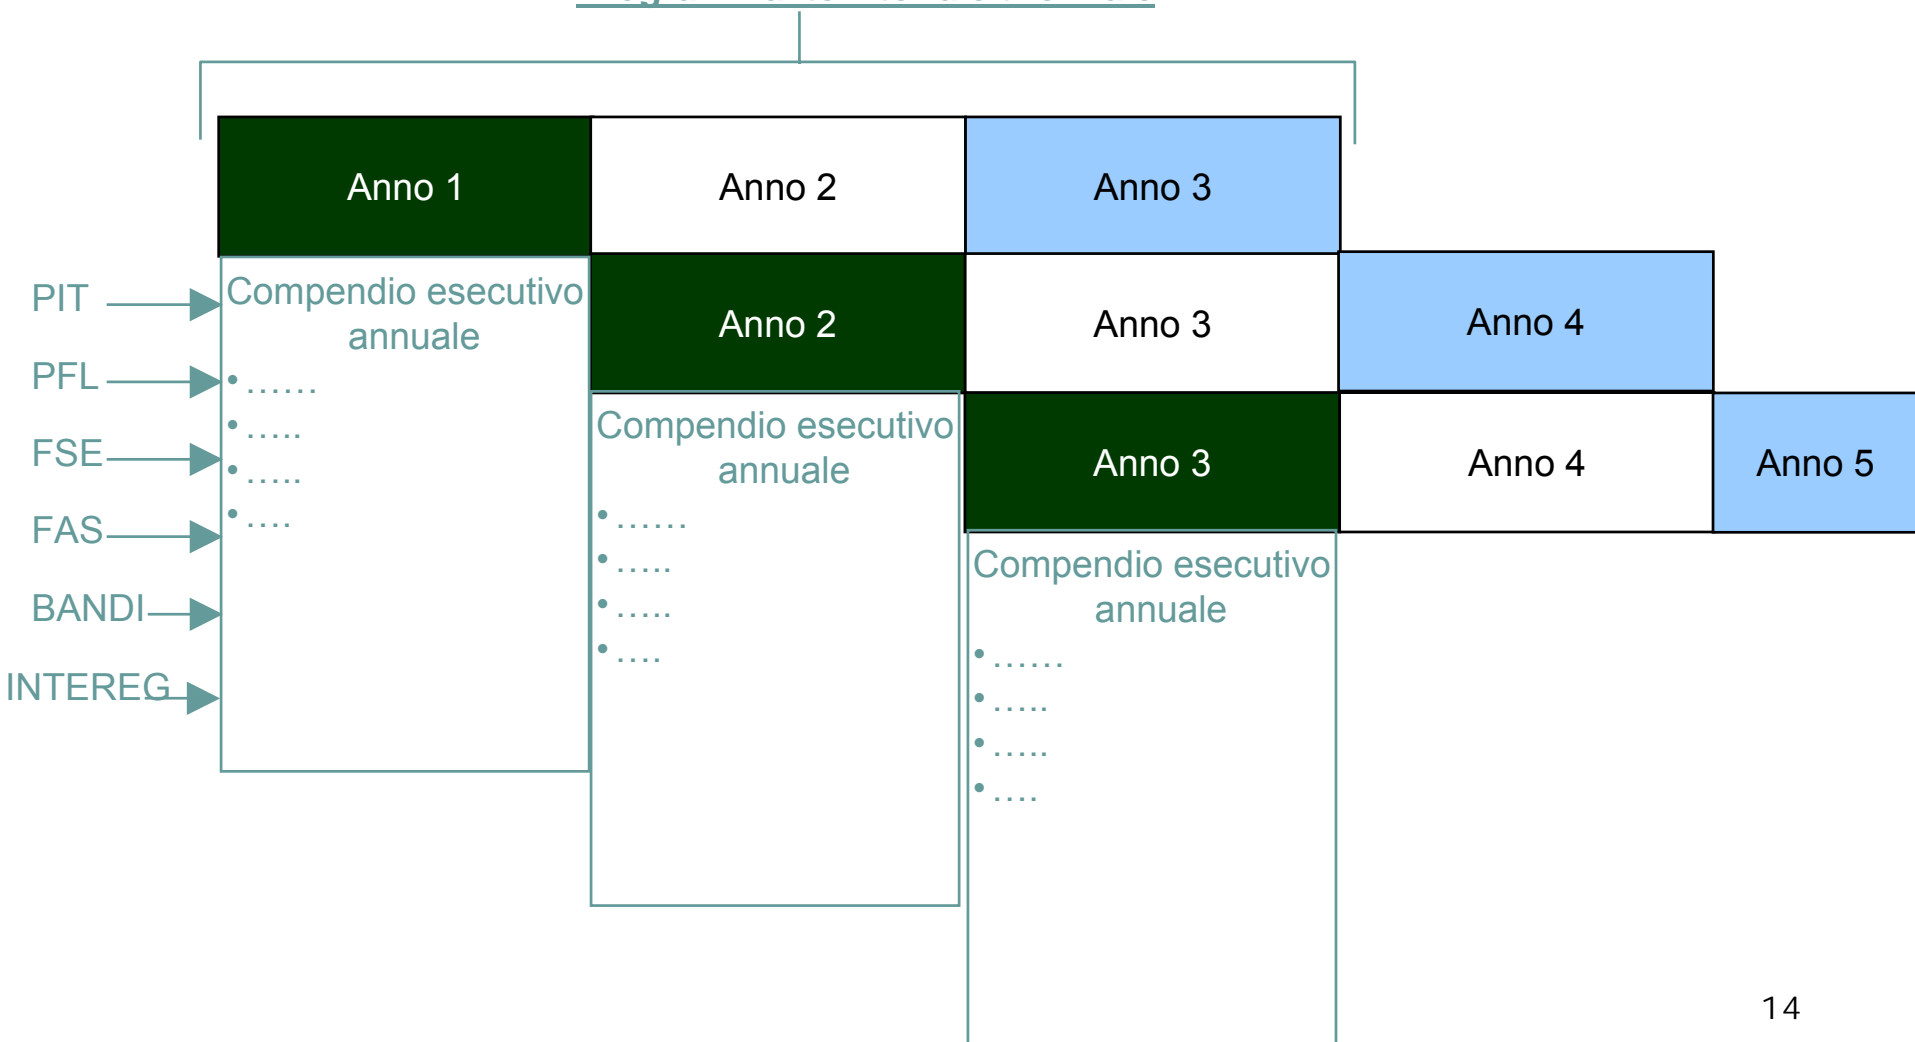 Anno 1
Anno 2
Anno 3
PIT
PFL
FSE
FAS
BANDI
INTEREG
Compendio esecutivo
annuale
• ......
• .....
• .....
• ....
Anno 2
Anno 3
Anno 4
Compendio esecutivo
annuale
• ......
• .....
• .....
• ....
Anno 3
Anno 4
Anno 5
Compendio esecutivo
annuale
• ......
• .....
• .....
• ....
14